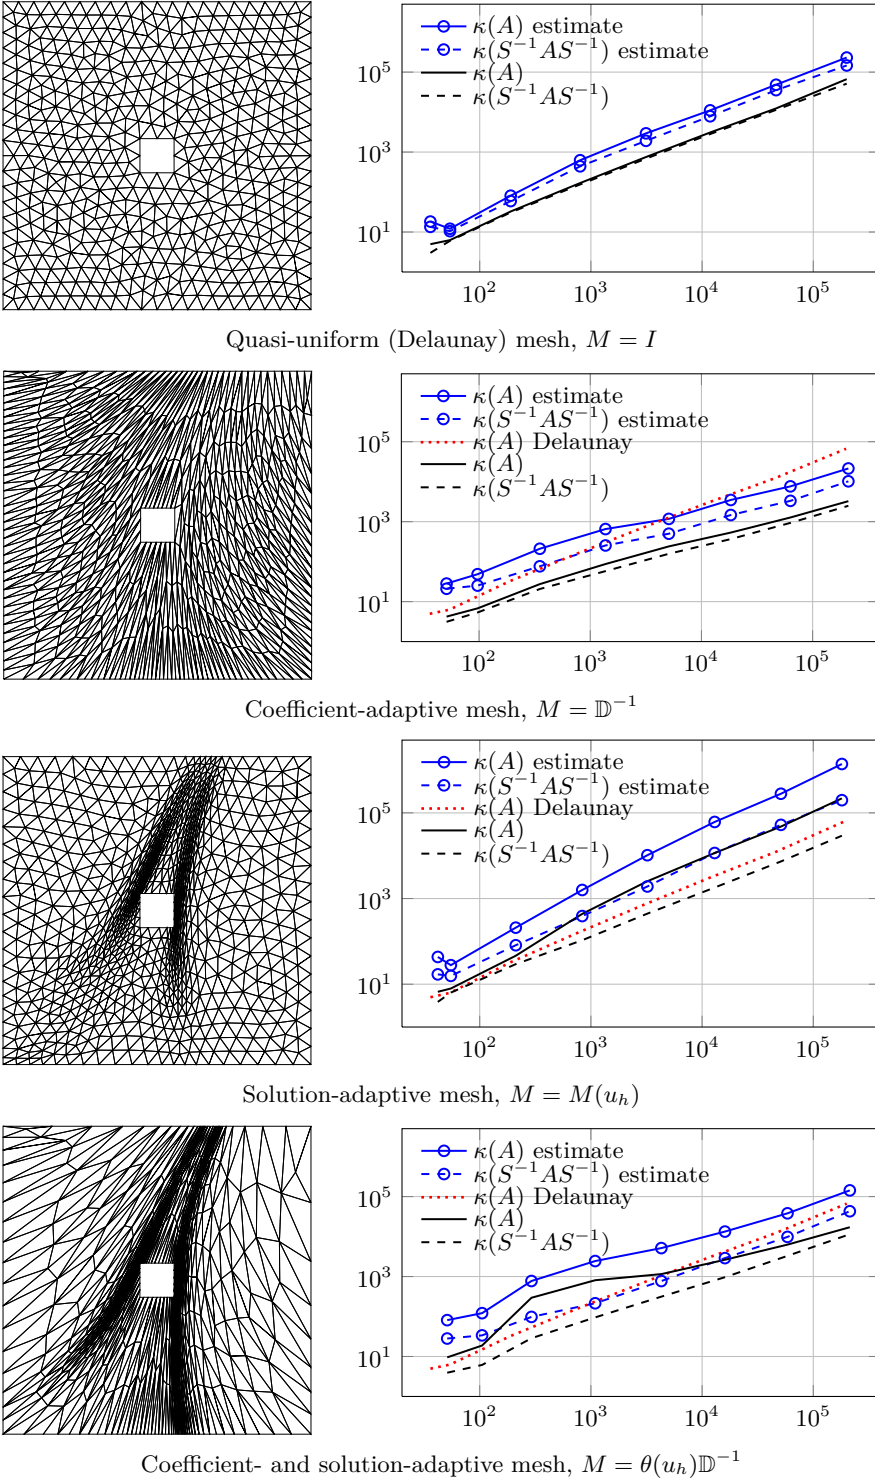 κ(A) estimate
κ(S⁻¹AS⁻¹) estimate
κ(A)
κ(S⁻¹AS⁻¹)
10⁵
10³
10¹
10² 10³ 10⁴ 10⁵
Quasi-uniform (Delaunay) mesh, M = I
κ(A) estimate
κ(S⁻¹AS⁻¹) estimate
κ(A) Delaunay
κ(A)
κ(S⁻¹AS⁻¹)
10⁵
10³
10¹
10² 10³ 10⁴ 10⁵
Coefficient-adaptive mesh, M = 𝔻⁻¹
κ(A) estimate
κ(S⁻¹AS⁻¹) estimate
κ(A) Delaunay
κ(A)
κ(S⁻¹AS⁻¹)
10⁵
10³
10¹
10² 10³ 10⁴ 10⁵
Solution-adaptive mesh, M = M(uₕ)
κ(A) estimate
κ(S⁻¹AS⁻¹) estimate
κ(A) Delaunay
κ(A)
κ(S⁻¹AS⁻¹)
10⁵
10³
10¹
10² 10³ 10⁴ 10⁵
Coefficient- and solution-adaptive mesh, M = θ(uₕ)𝔻⁻¹